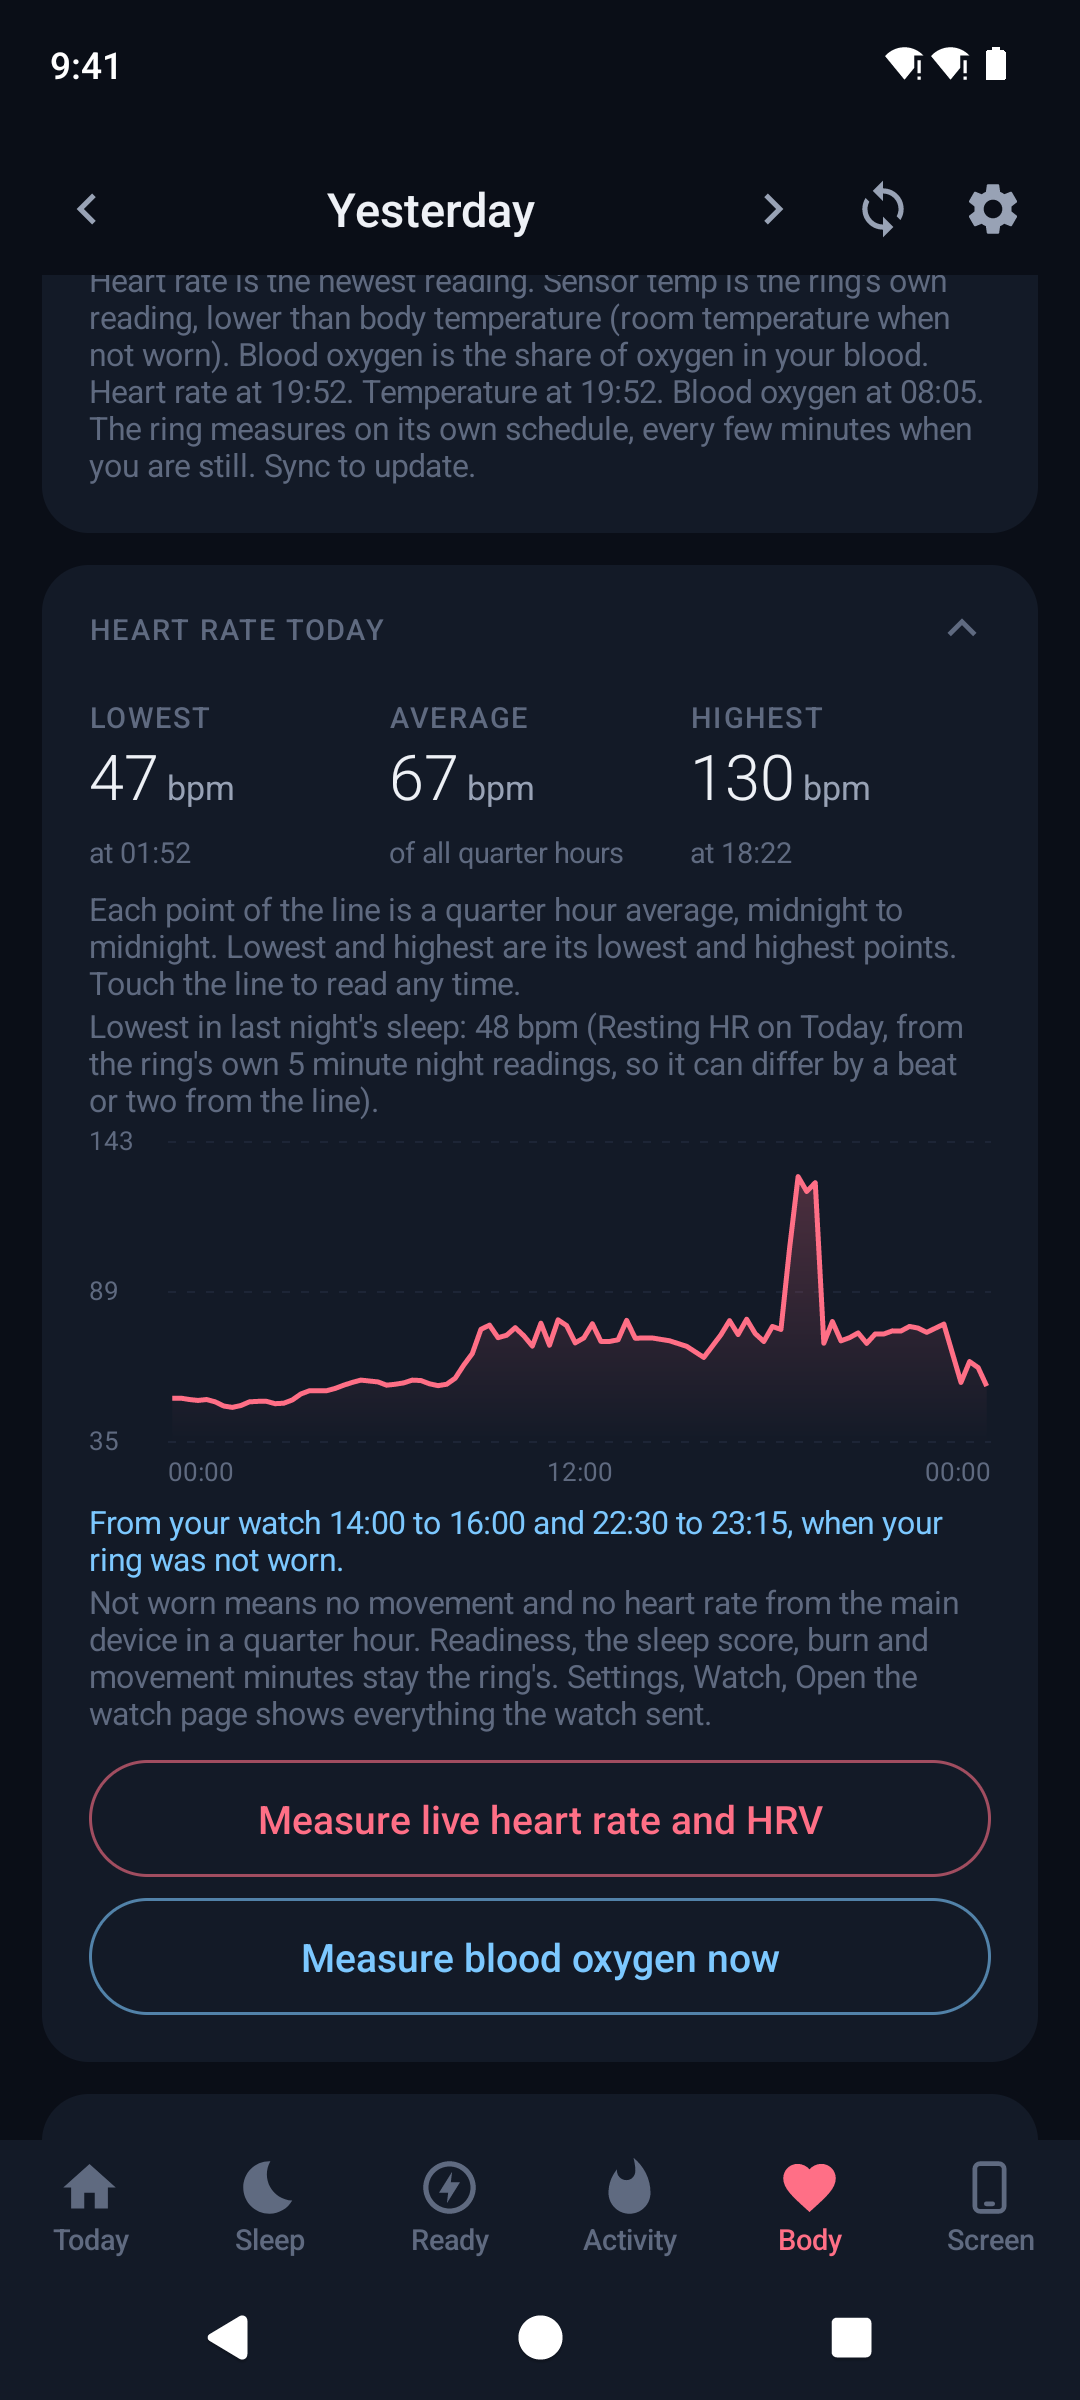 9:41
Yesterday
Heart rate is the newest reading. Sensor temp is the ring's own
reading, lower than body temperature (room temperature when
not worn). Blood oxygen is the share of oxygen in your blood.
Heart rate at 19:52. Temperature at 19:52. Blood oxygen at 08:05.
The ring measures on its own schedule, every few minutes when
you are still. Sync to update.
HEART RATE TODAY
LOWEST AVERAGE HIGHEST
47 bpm 67 bpm 130 bpm
at 01:52 of all quarter hours at 18:22
Each point of the line is a quarter hour average, midnight to
midnight. Lowest and highest are its lowest and highest points.
Touch the line to read any time.
Lowest in last night's sleep: 48 bpm (Resting HR on Today, from
the ring's own 5 minute night readings, so it can differ by a beat
or two from the line).
143
89
35
00:00 12:00 00:00
From your watch 14:00 to 16:00 and 22:30 to 23:15, when your
ring was not worn.
Not worn means no movement and no heart rate from the main
device in a quarter hour. Readiness, the sleep score, burn and
movement minutes stay the ring's. Settings, Watch, Open the
watch page shows everything the watch sent.
Measure live heart rate and HRV
Measure blood oxygen now
Today Sleep Ready Activity Body Screen